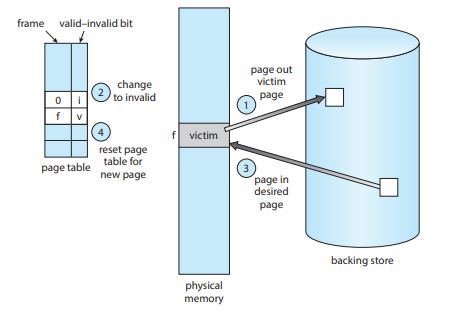 frame valid–invalid bit
0 i
f v
2 change
to invalid
4
reset page
table for
new page
page table
f victim
physical
memory
page out
victim
page
1
3
page in
desired
page
backing store